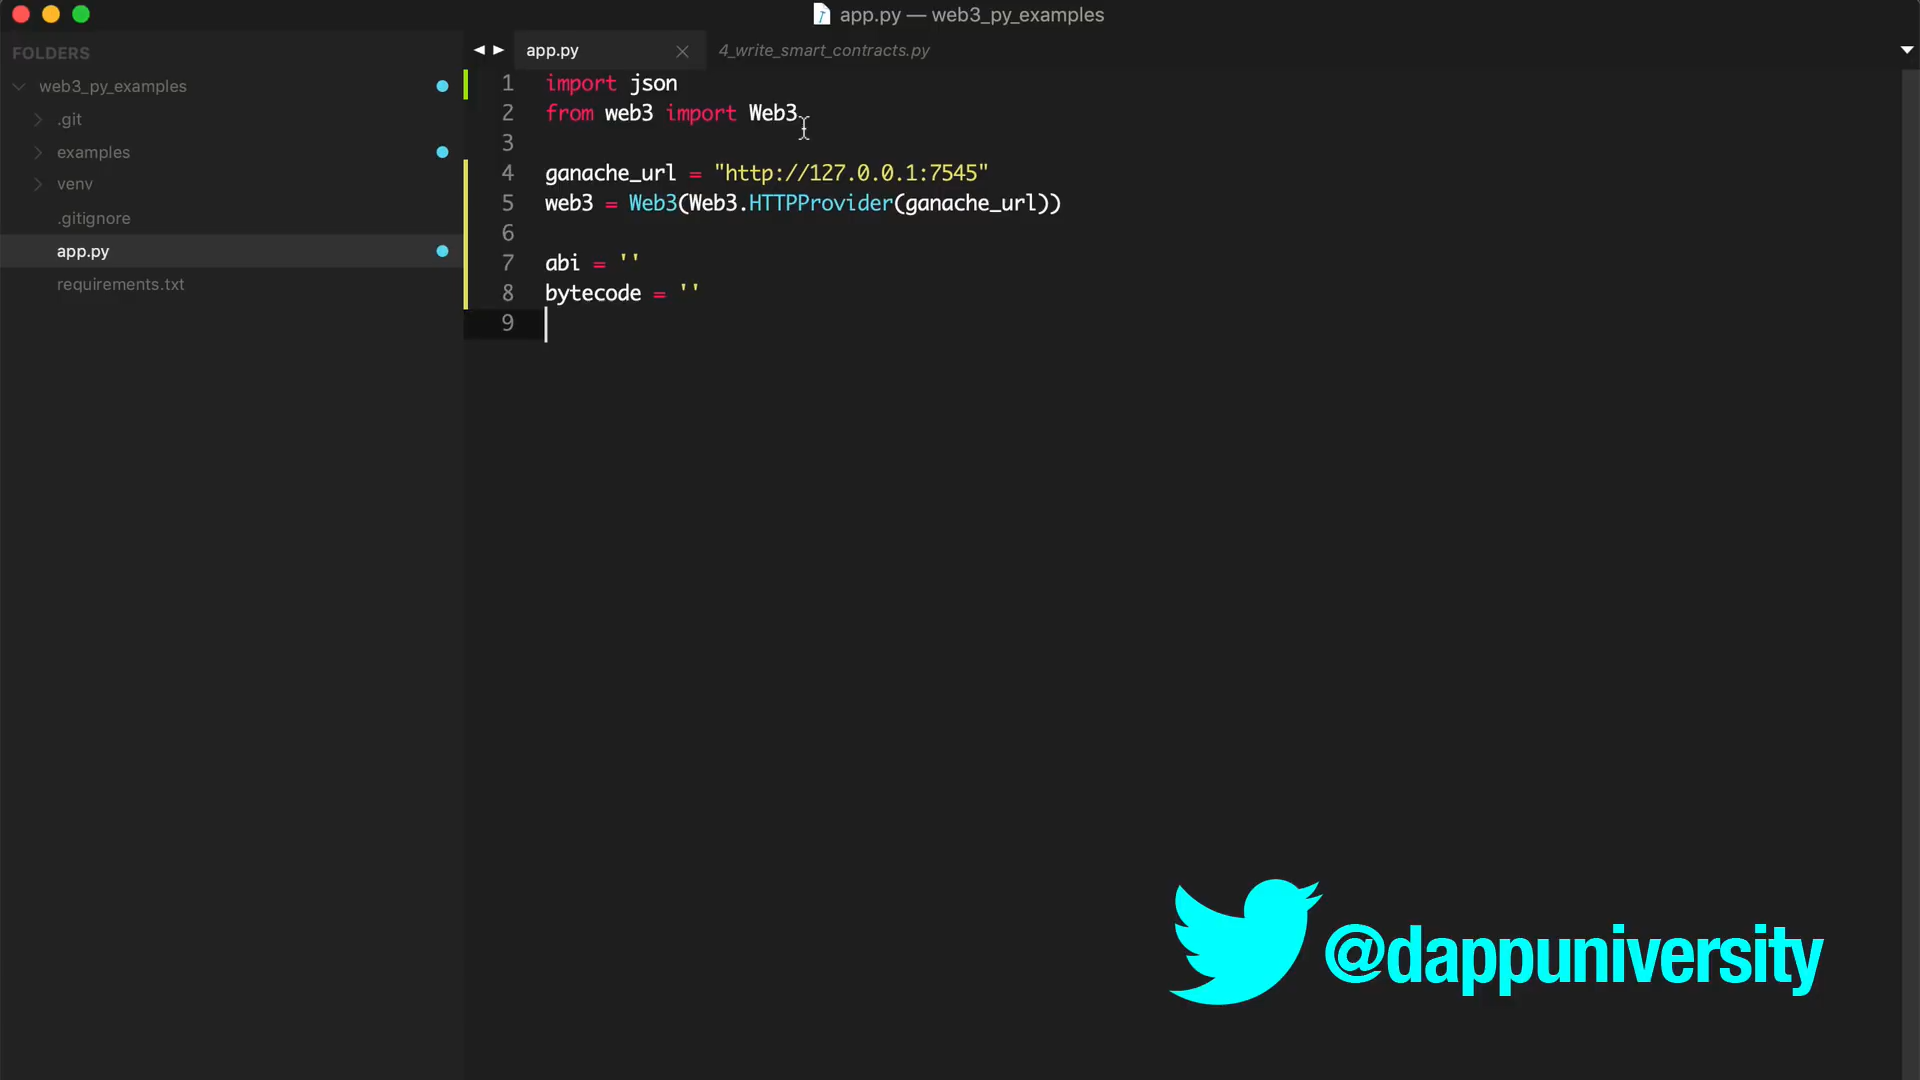 app.py — web3_py_examples
FOLDERS
web3_py_examples
.git
examples
venv
.gitignore
app.py
requirements.txt
app.py
4_write_smart_contracts.py
1 import json
2 from web3 import Web3
3
4 ganache_url = "http://127.0.0.1:7545"
5 web3 = Web3(Web3.HTTPProvider(ganache_url))
6
7 abi = ''
8 bytecode = ''
9
@dappuniversity